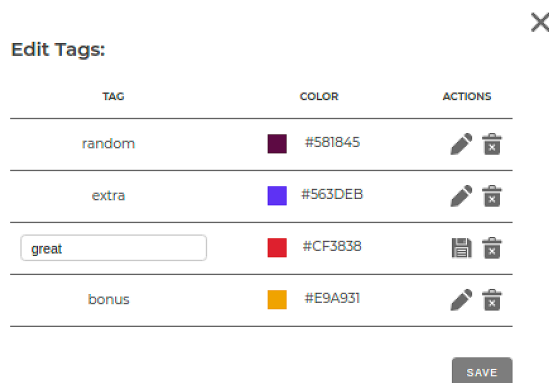 Edit Tags:
TAG COLOR ACTIONS
random #581845
extra #563DEB
great #CF3838
bonus #E9A931
SAVE